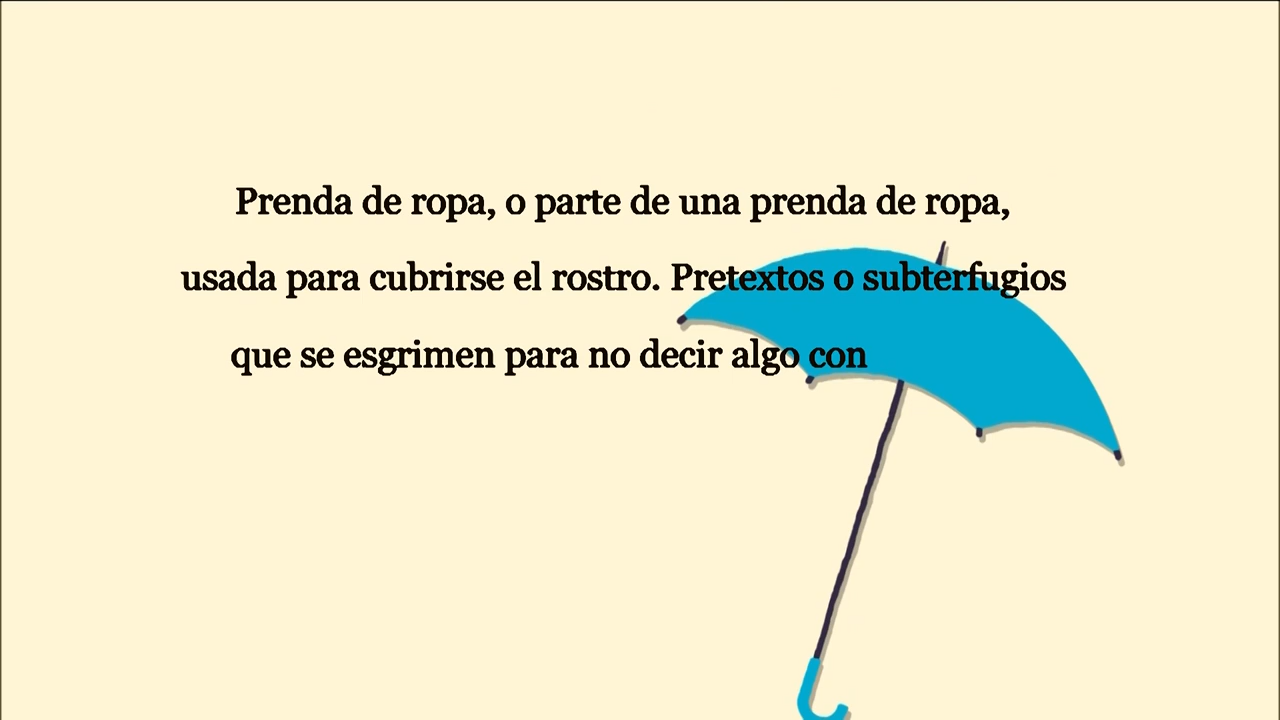 Prenda de ropa, o parte de una prenda de ropa,
usada para cubrirse el rostro. Pretextos o subterfugios
que se esgrimen para no decir algo con